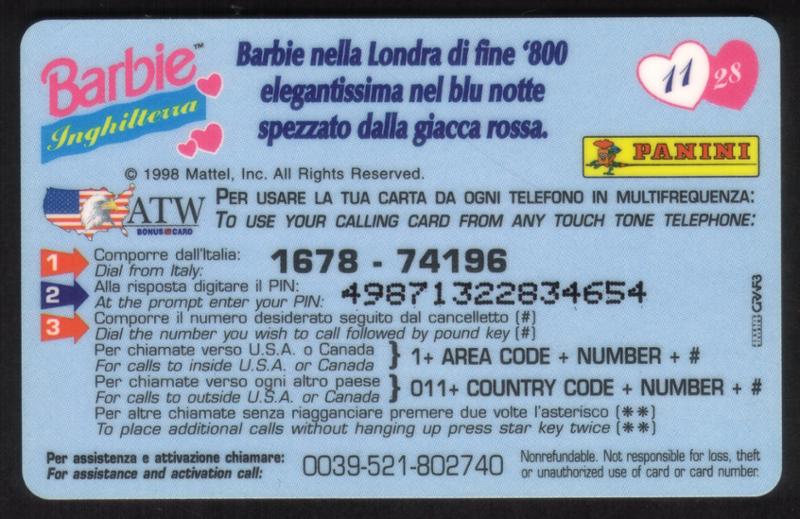 Barbie™
Inghilterra
Barbie nella Londra di fine ‘800
elegantissima nel blu notte
spezzato dalla giacca rossa.
11 28
PANINI
© 1998 Mattel, Inc. All Rights Reserved.
ATW
BONUS CARD
PER USARE LA TUA CARTA DA OGNI TELEFONO IN MULTIFREQUENZA:
TO USE YOUR CALLING CARD FROM ANY TOUCH TONE TELEPHONE:
1 Comporre dall'Italia:
Dial from Italy:
1678 - 74196
2 Alla risposta digitare il PIN:
At the prompt enter your PIN:
49871322834654
3 Comporre il numero desiderato seguito dal cancelletto (#)
Dial the number you wish to call followed by pound key (#)
Per chiamate verso U.S.A. o Canada
For calls to inside U.S.A. or Canada
} 1+ AREA CODE + NUMBER + #
Per chiamate verso ogni altro paese
For calls to outside U.S.A. or Canada
} 011+ COUNTRY CODE + NUMBER + #
Per altre chiamate senza riagganciare premere due volte l'asterisco (**)
To place additional calls without hanging up press star key twice (**)
Per assistenza e attivazione chiamare:
For assistance and activation call:
0039-521-802740
Nonrefundable. Not responsible for loss, theft
or unauthorized use of card or card number.